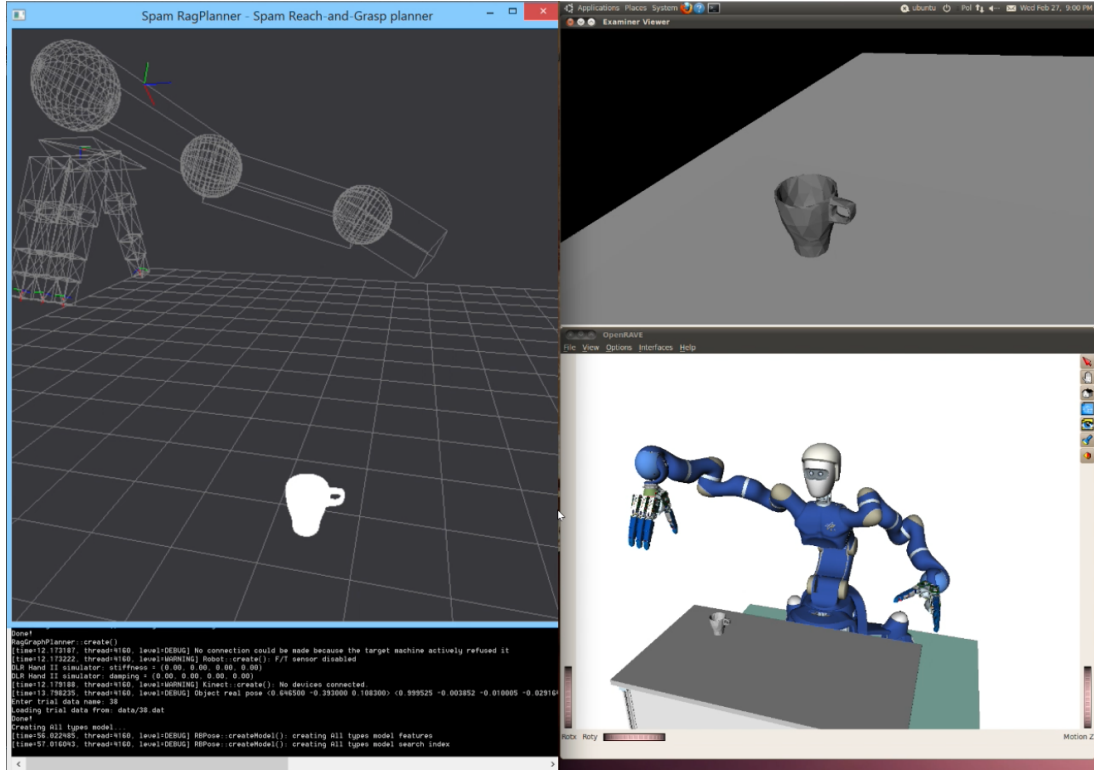 Spam RagPlanner - Spam Reach-and-Grasp planner
Done!
RagGraphPlanner::create()
[time=12.173187, thread=4160, level=DEBUG] No connection could be made because the target machine actively refused it
[time=12.173222, thread=4160, level=WARNING] Robot::create(): F/T sensor disabled
DLR Hand II simulator: stiffness = (0.00, 0.00, 0.00, 0.00)
DLR Hand II simulator: damping = (0.00, 0.00, 0.00, 0.00)
[time=12.179188, thread=4160, level=WARNING] Kinect::create(): No devices connected.
[time=13.798235, thread=4160, level=DEBUG] Object real pose <0.646500 -0.393000 0.108300> <0.999525 -0.003852 -0.010005 -0.02916
Enter trial data name: 38
Loading trial data from: data/38.dat
Done!
Creating All types model...
[time=56.022485, thread=4160, level=DEBUG] RBPose::createModel(): creating All types model features
[time=57.016043, thread=4160, level=DEBUG] RBPose::createModel(): creating All types model search index
Applications Places System ubuntu Pol Wed Feb 27, 9:00 PM
Examiner Viewer
OpenRAVE
File View Options Interfaces Help
Rotx Roty Motion Z